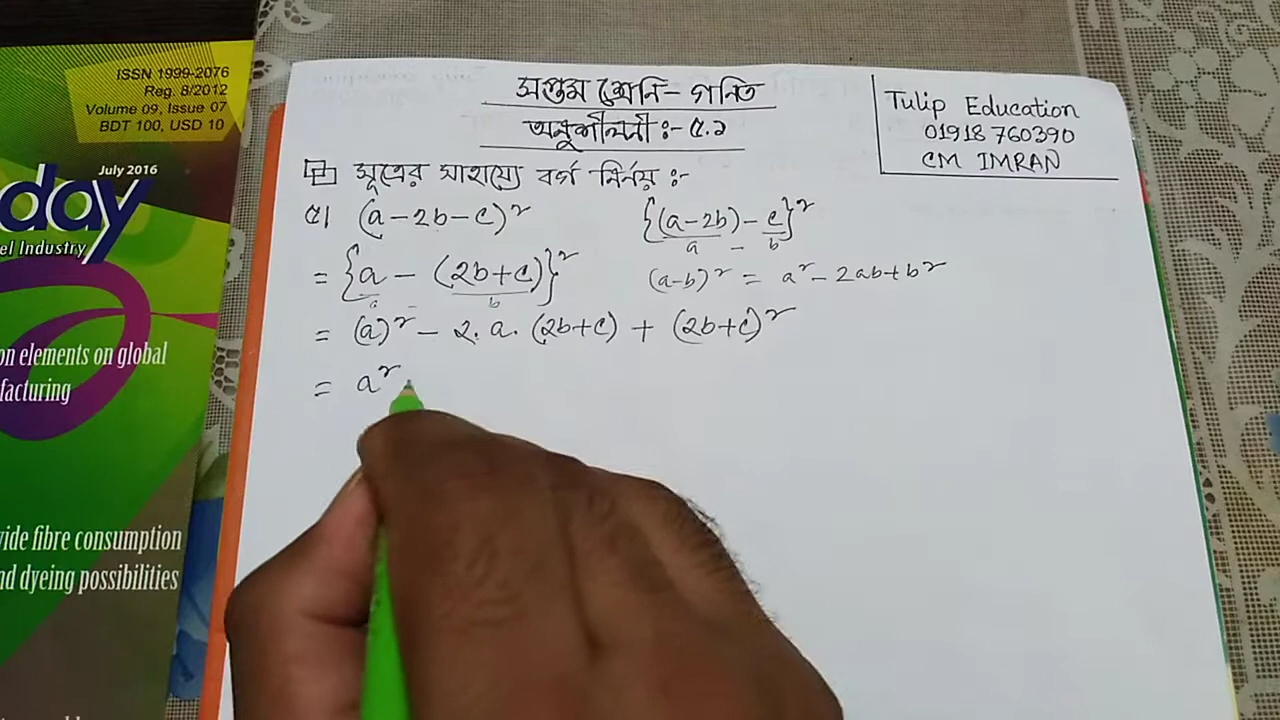 ISSN 1999-2076
Reg. 8/2012
Volume 09, Issue 07
BDT 100, USD 10
July 2016
day
el Industry
on elements on global
facturing
vide fibre consumption
nd dyeing possibilities
সপ্তম শ্রেনি - গনিত
অনুশীলনী :- ৫.১
সূত্রের সাহায্যে বর্গ নির্নয় :-
৫। (a-2b-c)²
= {a - (2b+c)}²
a - b
= (a)² - 2. a. (2b+c) + (2b+c)²
= a²
{(a-2b) - c}²
a - b
(a-b)² = a² - 2ab + b²
Tulip Education
01918 760390
CM IMRAN